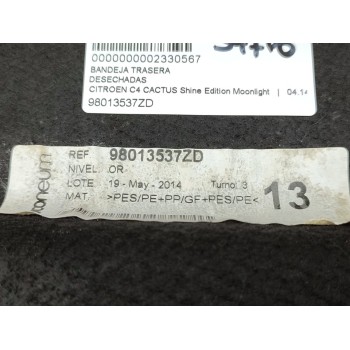 0000000002330567
BANDEJA TRASERA
DESECHADAS
CITROEN C4 CACTUS Shine Edition Moonlight | 04.14
98013537ZD
REF 98013537ZD
NIVEL OR
LOTE 19 - May - 2014 Turno: 3
MAT. >PES/PE+PP/GF+PES/PE<
13